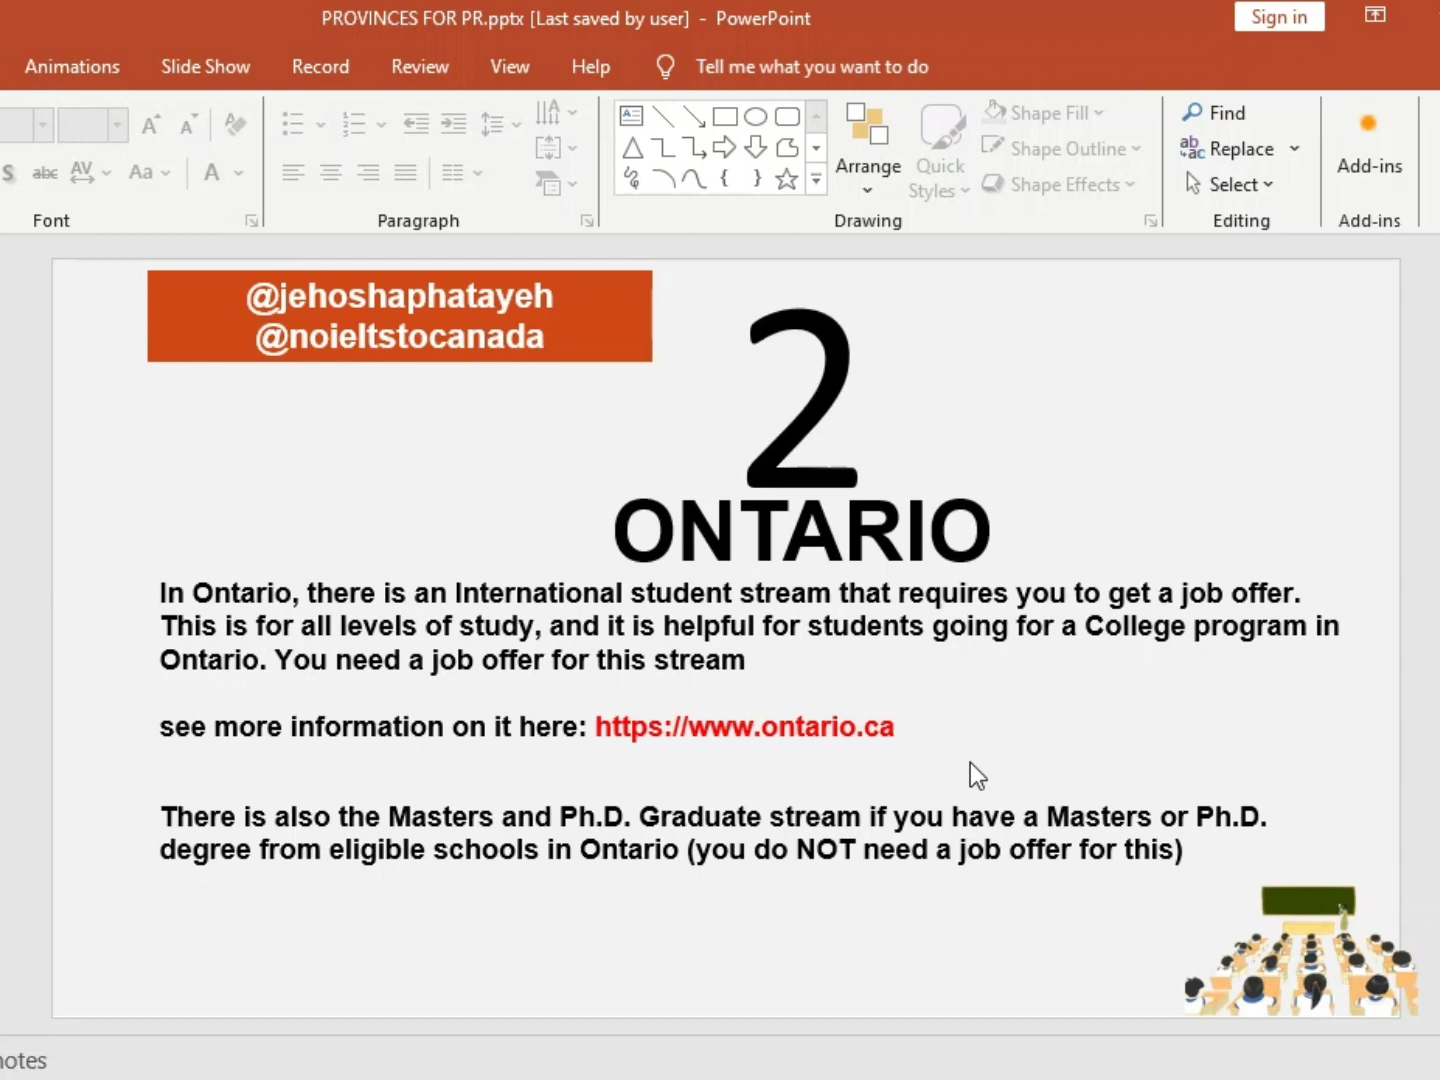 PROVINCES FOR PR.pptx [Last saved by user] - PowerPoint
Sign in
Animations Slide Show Record Review View Help Tell me what you want to do
Shape Fill
Find
Shape Outline
Replace
Arrange Quick Styles
Add-ins
Shape Effects
Select
Font Paragraph Drawing Editing Add-ins
@jehoshaphatayeh
@noieltstocanada
2
ONTARIO
In Ontario, there is an International student stream that requires you to get a job offer.
This is for all levels of study, and it is helpful for students going for a College program in
Ontario. You need a job offer for this stream
see more information on it here: https://www.ontario.ca
There is also the Masters and Ph.D. Graduate stream if you have a Masters or Ph.D.
degree from eligible schools in Ontario (you do NOT need a job offer for this)
notes